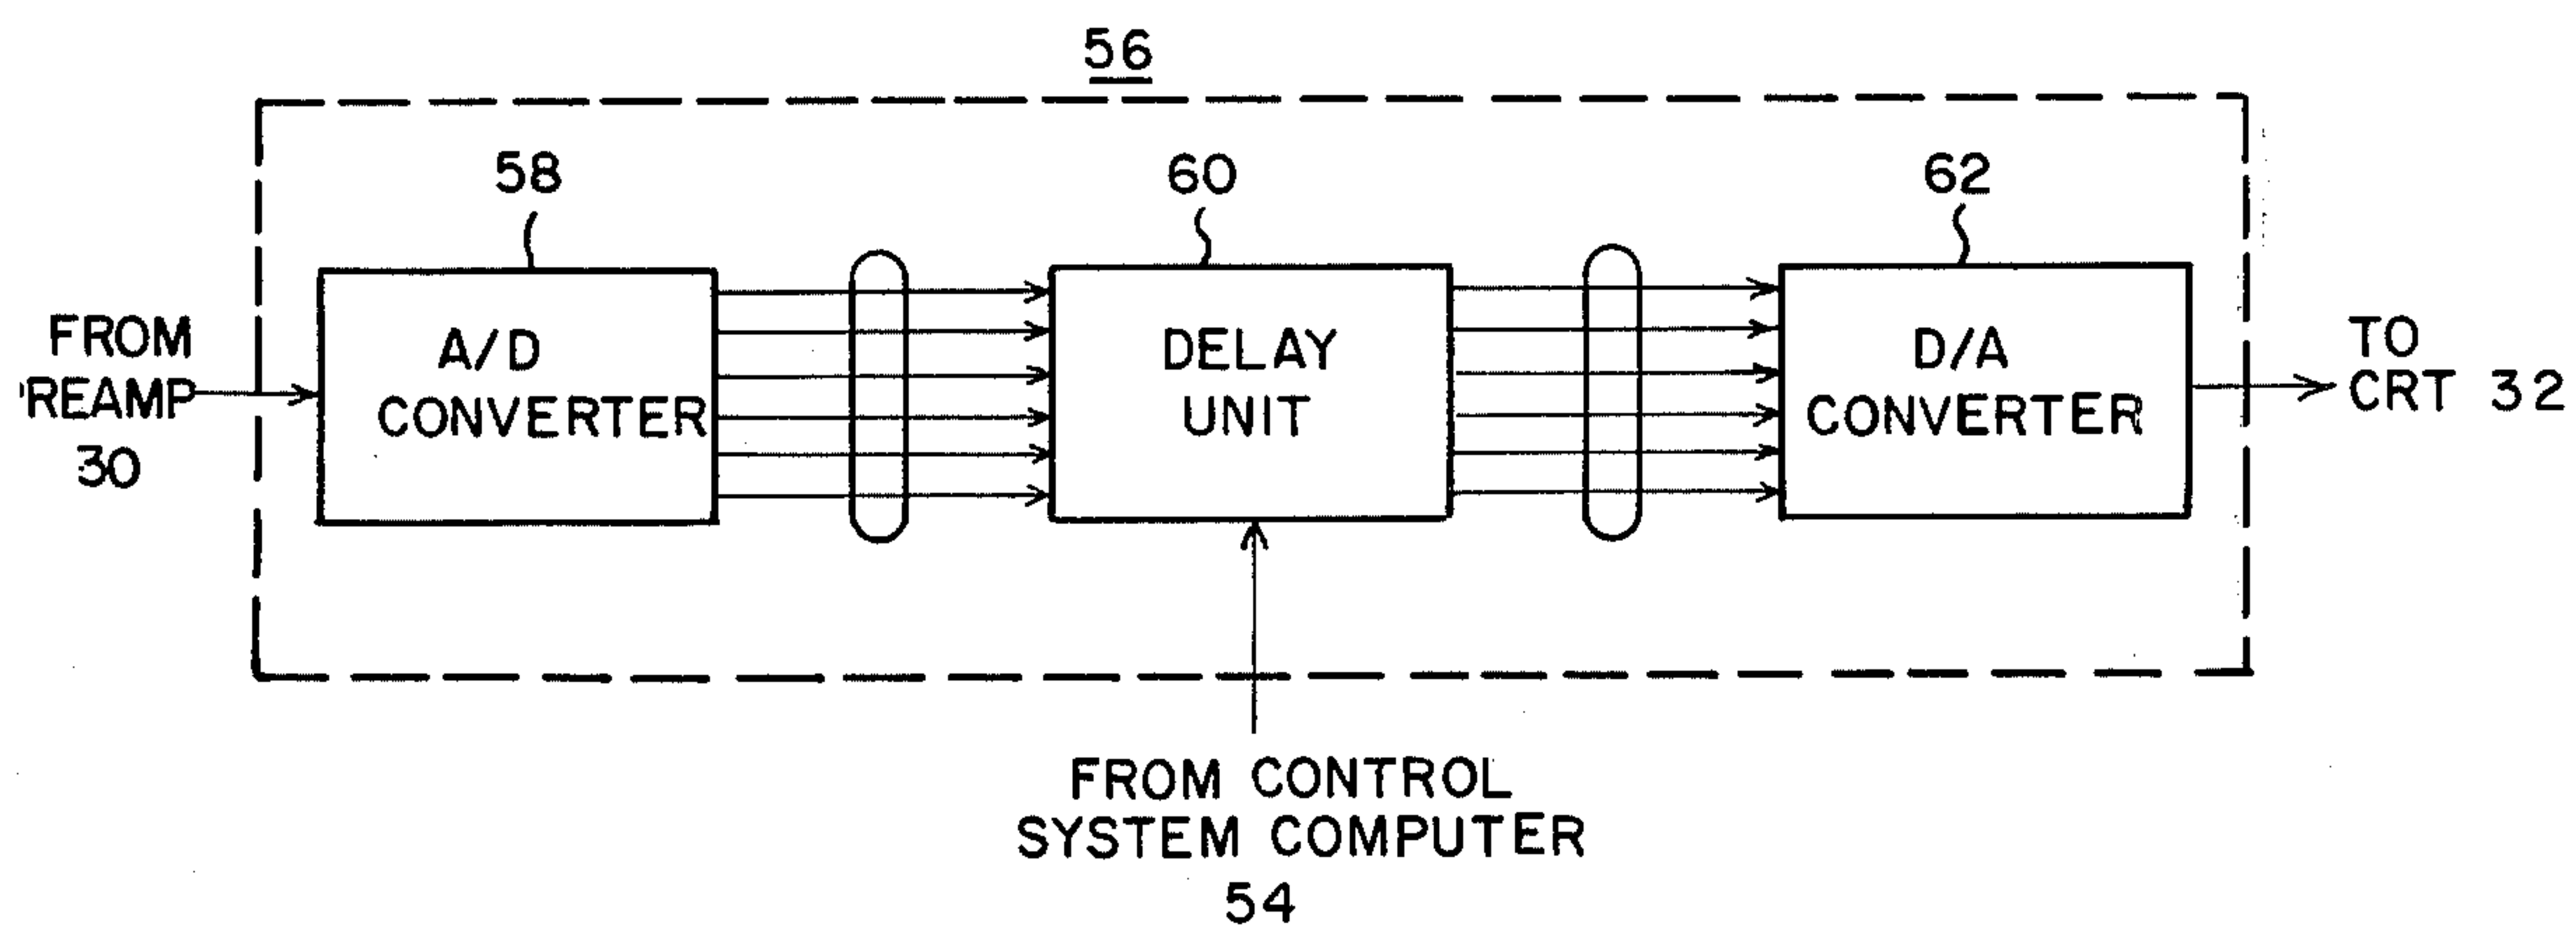 56
58
60
62
FROM
PREAMP
30
A/D
CONVERTER
DELAY
UNIT
D/A
CONVERTER
TO
CRT 32
FROM CONTROL
SYSTEM COMPUTER
54